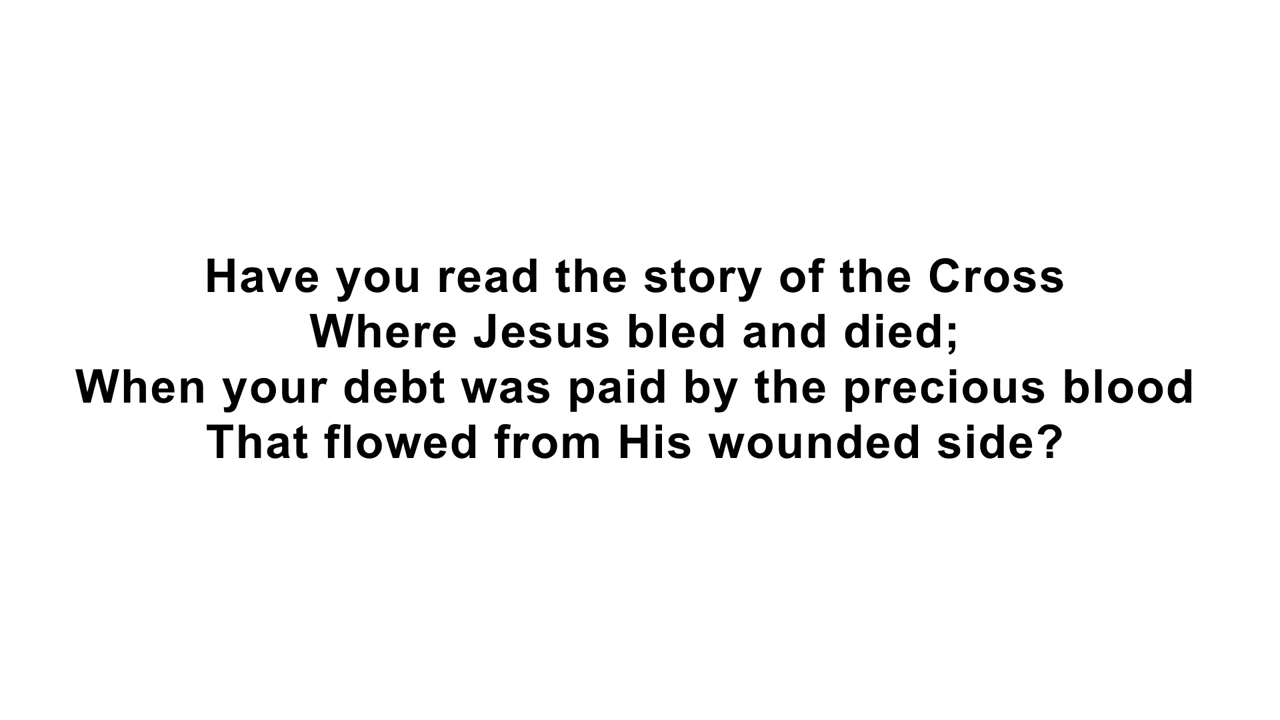 Have you read the story of the Cross
Where Jesus bled and died;
When your debt was paid by the precious blood
That flowed from His wounded side?